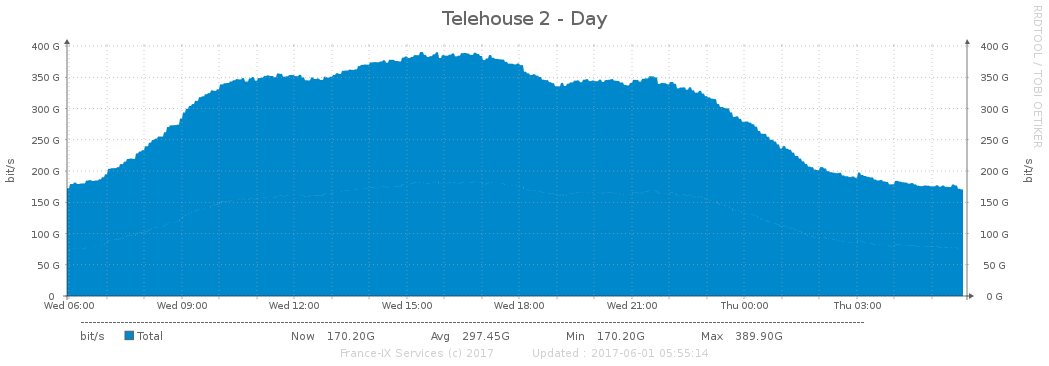 Telehouse 2 - Day
RRDTOOL / TOBI OETIKER
bit/s
400 G 400 G
350 G 350 G
300 G 300 G
250 G 250 G
200 G 200 G
150 G 150 G
100 G 100 G
50 G 50 G
0 0 G
bit/s
Wed 06:00 Wed 09:00 Wed 12:00 Wed 15:00 Wed 18:00 Wed 21:00 Thu 00:00 Thu 03:00
bit/s Total Now 170.20G Avg 297.45G Min 170.20G Max 389.90G
France-IX Services (c) 2017 Updated : 2017-06-01 05:55:14